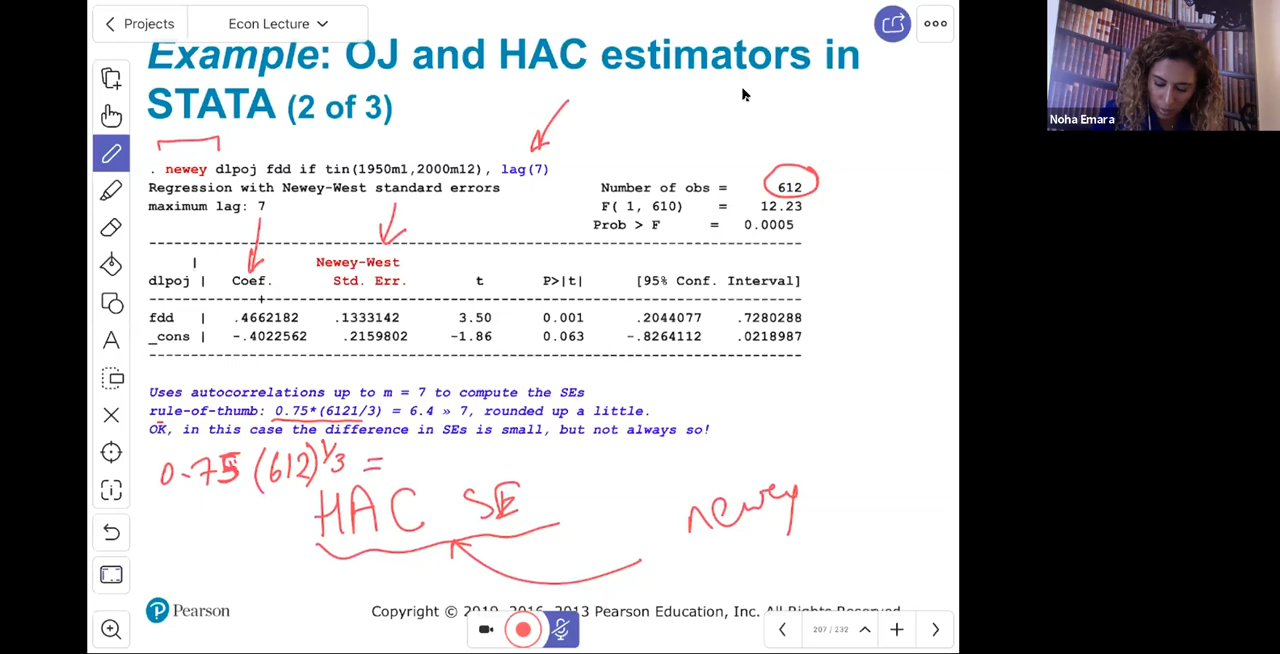 Projects
Econ Lecture
Example: OJ and HAC estimators in
STATA (2 of 3)
Noha Emara
. newey dlpoj fdd if tin(1950m1,2000m12), lag(7)
Regression with Newey-West standard errors Number of obs = 612
maximum lag: 7 F( 1, 610) = 12.23
Prob > F = 0.0005
| Newey-West
dlpoj | Coef. Std. Err. t P>|t| [95% Conf. Interval]
fdd | .4662182 .1333142 3.50 0.001 .2044077 .7280288
_cons | -.4022562 .2159802 -1.86 0.063 -.8264112 .0218987
Uses autocorrelations up to m = 7 to compute the SEs
rule-of-thumb: 0.75*(6121/3) = 6.4 » 7, rounded up a little.
OK, in this case the difference in SEs is small, but not always so!
0.75 (612)^1/3 =
HAC SE newey
Pearson
Copyright © 2019, 2016, 2013 Pearson Education, Inc. All Rights Reserved
207 / 232